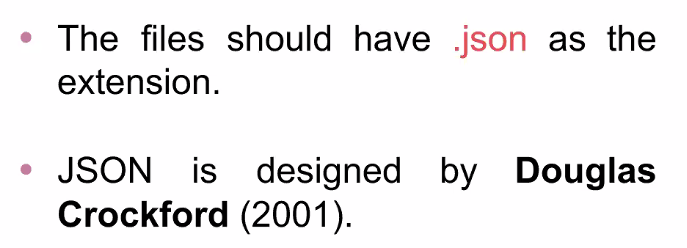 • The files should have .json as the
extension.
• JSON is designed by Douglas
Crockford (2001).